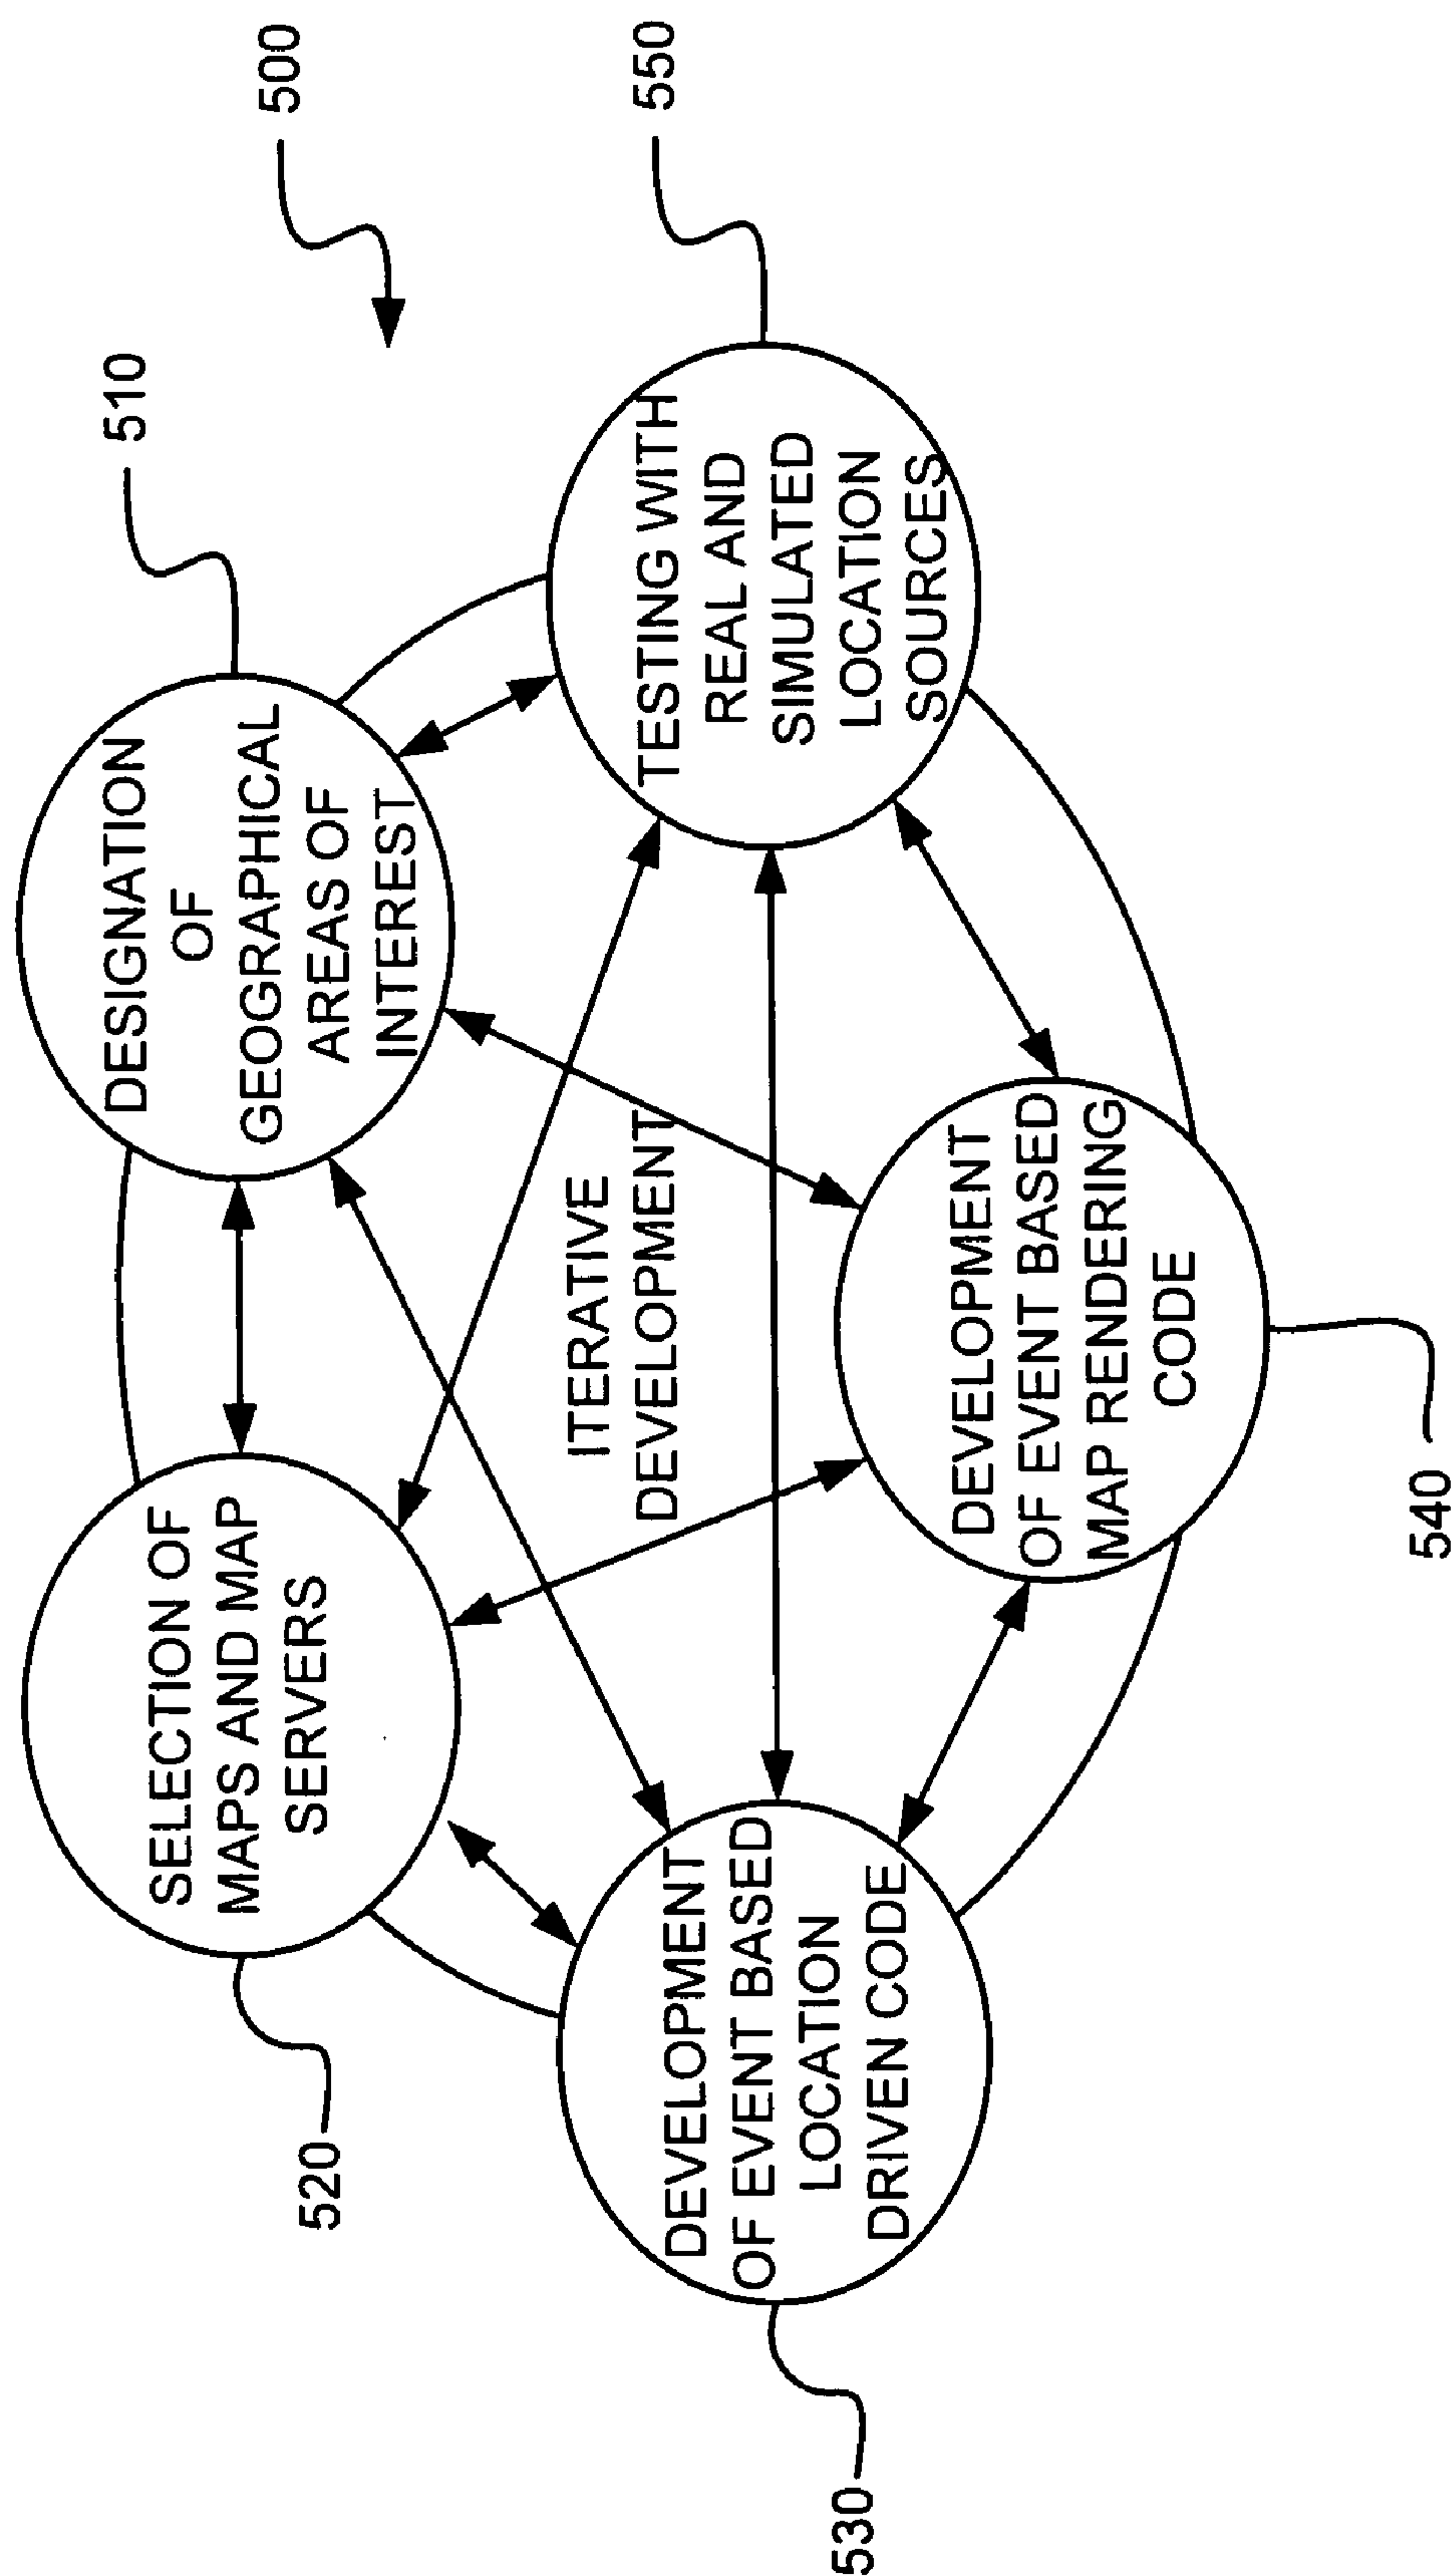 500
510
DESIGNATION
OF
GEOGRAPHICAL
AREAS OF
INTEREST
520
SELECTION OF
MAPS AND MAP
SERVERS
550
TESTING WITH
REAL AND
SIMULATED
LOCATION
SOURCES
ITERATIVE
DEVELOPMENT
530
DEVELOPMENT
OF EVENT BASED
LOCATION
DRIVEN CODE
DEVELOPMENT
OF EVENT BASED
MAP RENDERING
CODE
540